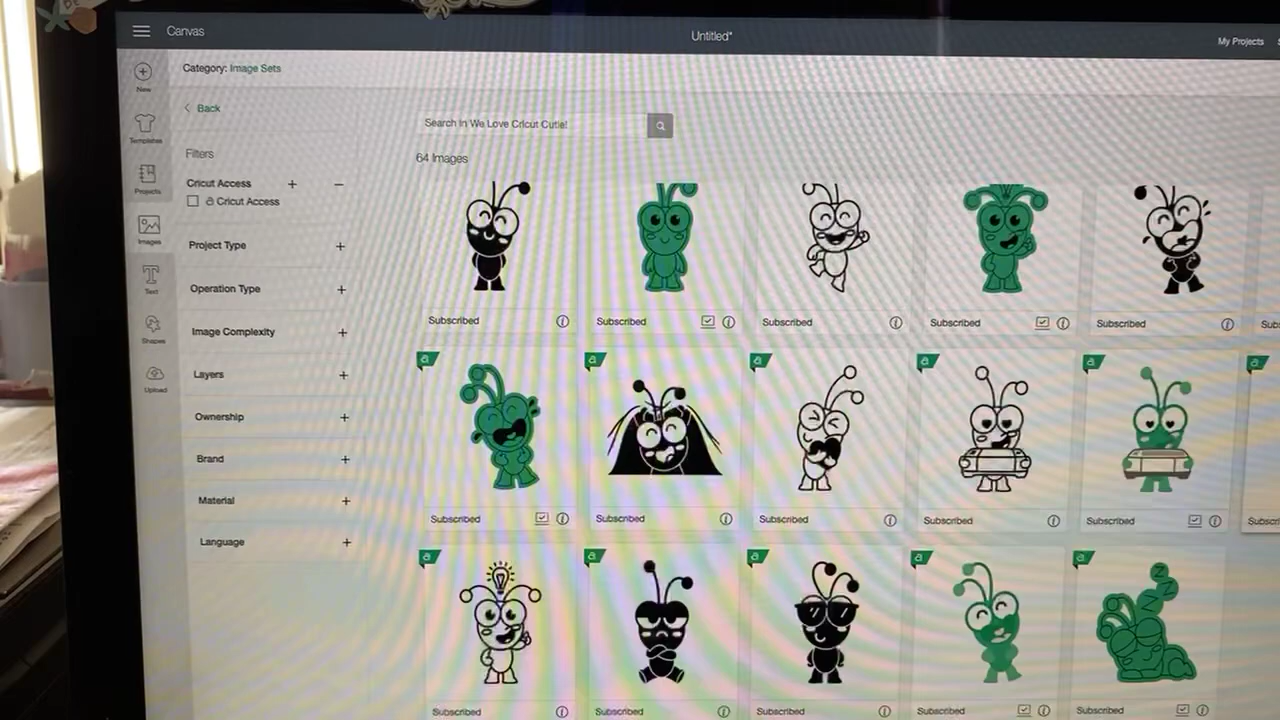 Canvas
Untitled*
My Projects
Category: Image Sets
New
Back
Search in We Love Cricut Cutie!
Templates
Filters
64 Images
Projects
Cricut Access + −
a Cricut Access
Images
Project Type +
Text
Operation Type +
Shapes
Image Complexity +
Upload
Layers +
Ownership +
Brand +
Material +
Language +
Subscribed
Subscribed
Subscribed
Subscribed
Subscribed
a
a
a
a
a
a
Subscribed
Subscribed
Subscribed
Subscribed
Subscribed
a
a
a
a
a
Z
Z
Z
Subscribed
Subscribed
Subscribed
Subscribed
Subscribed